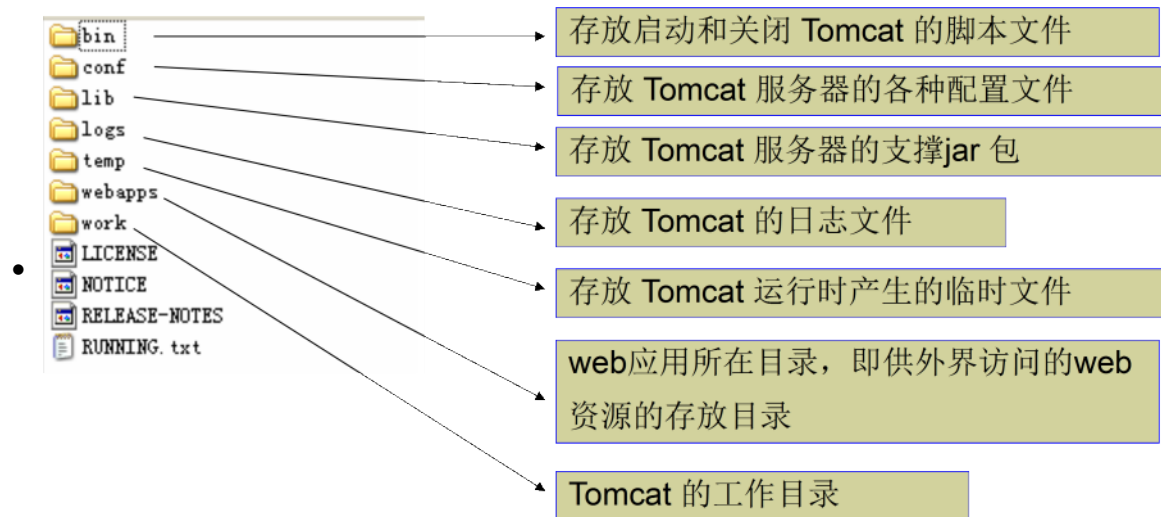 bin
conf
lib
logs
temp
webapps
work
LICENSE
NOTICE
RELEASE-NOTES
RUNNING.txt
存放启动和关闭 Tomcat 的脚本文件
存放 Tomcat 服务器的各种配置文件
存放 Tomcat 服务器的支撑jar 包
存放 Tomcat 的日志文件
存放 Tomcat 运行时产生的临时文件
web应用所在目录，即供外界访问的web
资源的存放目录
Tomcat 的工作目录